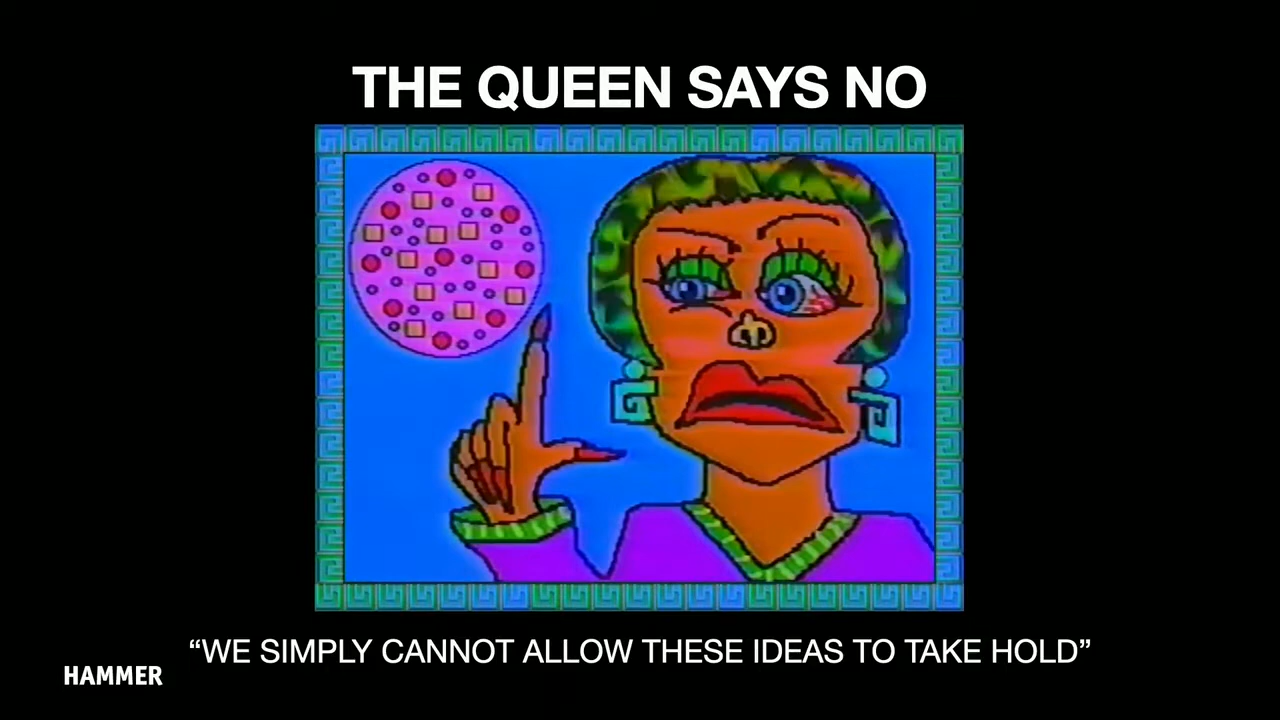 THE QUEEN SAYS NO
“WE SIMPLY CANNOT ALLOW THESE IDEAS TO TAKE HOLD”
HAMMER